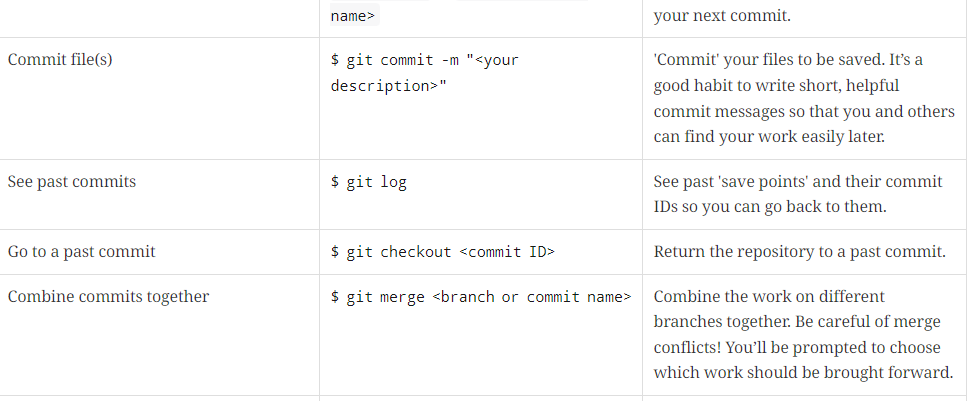 name>
your next commit.
Commit file(s)
$ git commit -m "<your
description>"
'Commit' your files to be saved. It’s a
good habit to write short, helpful
commit messages so that you and others
can find your work easily later.
See past commits
$ git log
See past 'save points' and their commit
IDs so you can go back to them.
Go to a past commit
$ git checkout <commit ID>
Return the repository to a past commit.
Combine commits together
$ git merge <branch or commit name>
Combine the work on different
branches together. Be careful of merge
conflicts! You’ll be prompted to choose
which work should be brought forward.